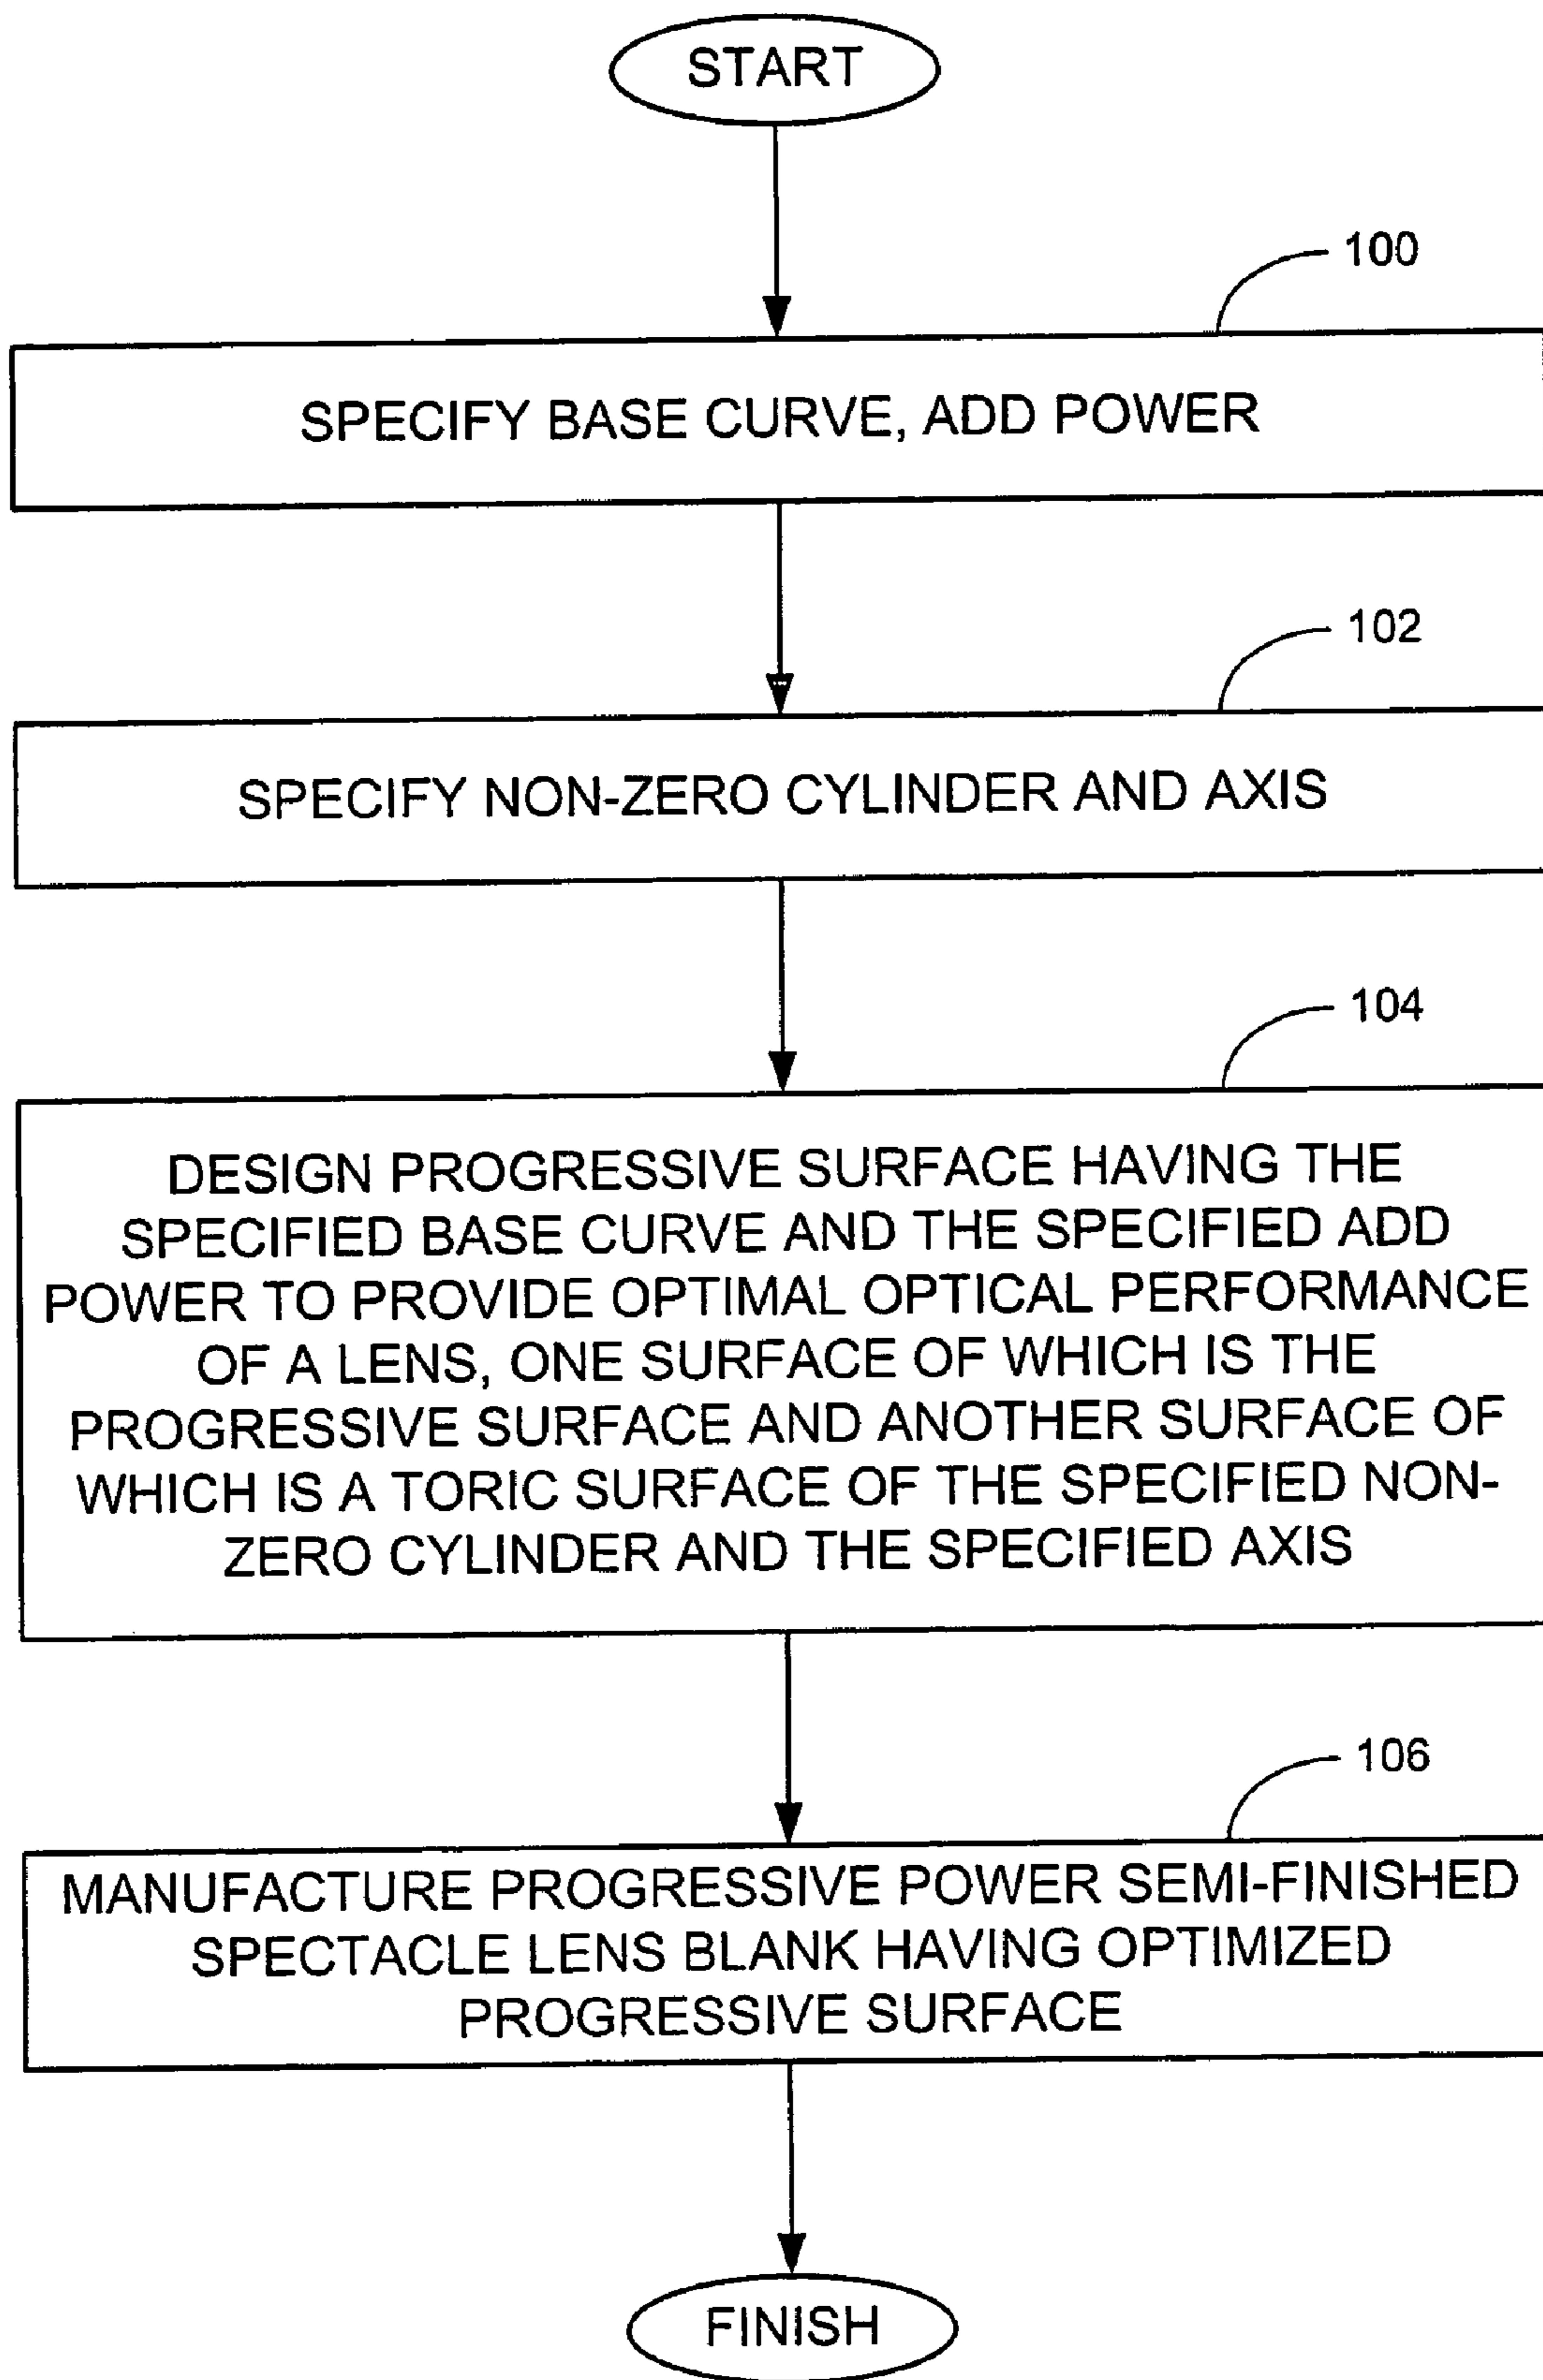 START
100
SPECIFY BASE CURVE, ADD POWER
102
SPECIFY NON-ZERO CYLINDER AND AXIS
104
DESIGN PROGRESSIVE SURFACE HAVING THE
SPECIFIED BASE CURVE AND THE SPECIFIED ADD
POWER TO PROVIDE OPTIMAL OPTICAL PERFORMANCE
OF A LENS, ONE SURFACE OF WHICH IS THE
PROGRESSIVE SURFACE AND ANOTHER SURFACE OF
WHICH IS A TORIC SURFACE OF THE SPECIFIED NON-
ZERO CYLINDER AND THE SPECIFIED AXIS
106
MANUFACTURE PROGRESSIVE POWER SEMI-FINISHED
SPECTACLE LENS BLANK HAVING OPTIMIZED
PROGRESSIVE SURFACE
FINISH